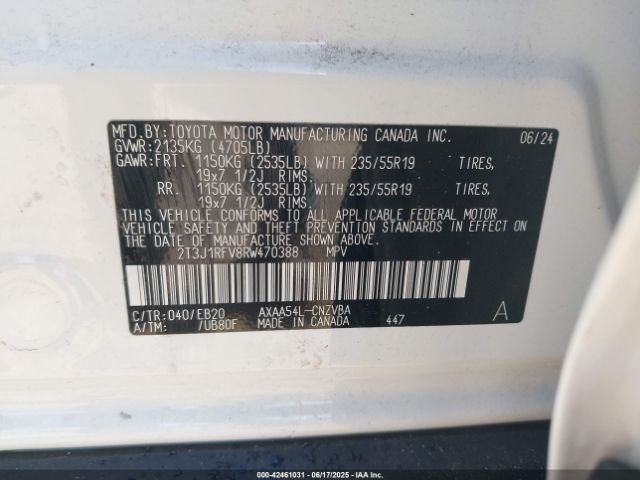 MFD. BY: TOYOTA MOTOR MANUFACTURING CANADA INC. 06/24
GVWR: 2135KG (4705LB)
GAWR: FRT. 1150KG (2535LB) WITH 235/55R19 TIRES,
19x7 1/2J RIMS.
RR. 1150KG (2535LB) WITH 235/55R19 TIRES,
19x7 1/2J RIMS.
THIS VEHICLE CONFORMS TO ALL APPLICABLE FEDERAL MOTOR
VEHICLE SAFETY AND THEFT PREVENTION STANDARDS IN EFFECT ON
THE DATE OF MANUFACTURE SHOWN ABOVE.
2T3J1RFV8RW470388 MPV
C/TR: 040/EB20 AXAA54L-CNZVBA A
A/TM: /UB80F MADE IN CANADA 447
000-42461031 - 06/17/2025 - IAA Inc.